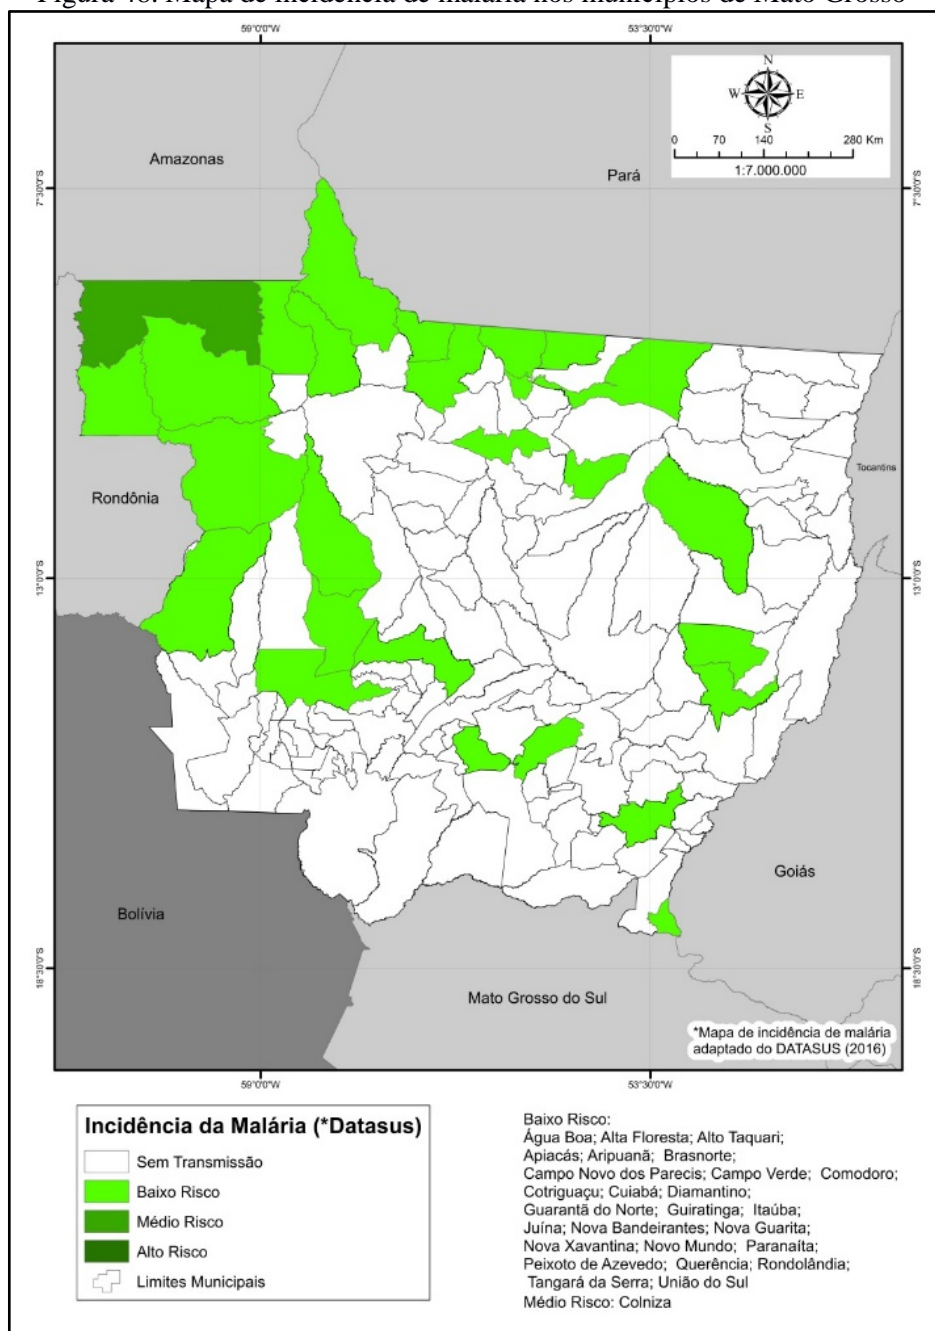 Figura 48: Mapa de incidência de malária nos municípios de Mato Grosso
59°0'0"W
53°30'0"W
N
W
E
S
0 70 140 280 Km
1:7.000.000
Amazonas
Pará
7°30'0"S
7°30'0"S
Tocantins
Rondônia
13°0'0"S
13°0'0"S
Goiás
Bolívia
18°30'0"S
18°30'0"S
Mato Grosso do Sul
*Mapa de incidência de malária
adaptado do DATASUS (2016)
59°0'0"W
53°30'0"W
Incidência da Malária (*Datasus)
Sem Transmissão
Baixo Risco
Médio Risco
Alto Risco
Limites Municipais
Baixo Risco:
Água Boa; Alta Floresta; Alto Taquari;
Apiacás; Aripuanã; Brasnorte;
Campo Novo dos Parecis; Campo Verde; Comodoro;
Cotriguaçu; Cuiabá; Diamantino;
Guarantã do Norte; Guiratinga; Itaúba;
Juína; Nova Bandeirantes; Nova Guarita;
Nova Xavantina; Novo Mundo; Paranaíta;
Peixoto de Azevedo; Querência; Rondolândia;
Tangará da Serra; União do Sul
Médio Risco: Colniza